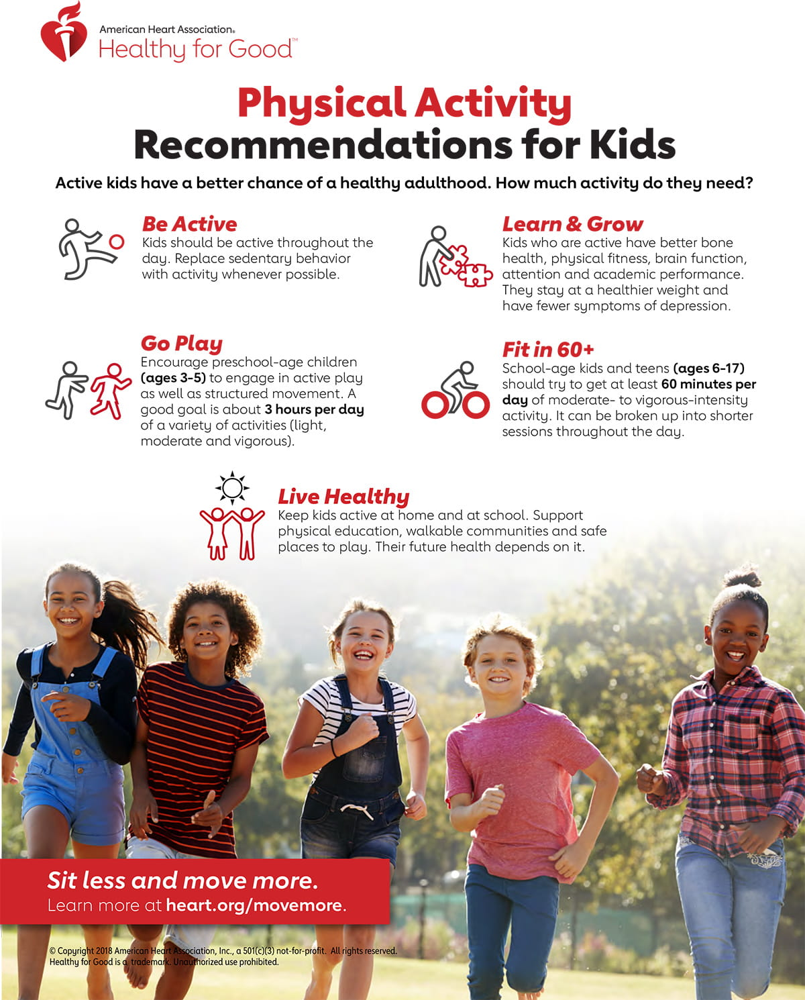 American Heart Association®
Healthy for Good™
Physical Activity
Recommendations for Kids
Active kids have a better chance of a healthy adulthood. How much activity do they need?
Be Active
Kids should be active throughout the
day. Replace sedentary behavior
with activity whenever possible.
Learn & Grow
Kids who are active have better bone
health, physical fitness, brain function,
attention and academic performance.
They stay at a healthier weight and
have fewer symptoms of depression.
Go Play
Encourage preschool-age children
(ages 3-5) to engage in active play
as well as structured movement. A
good goal is about 3 hours per day
of a variety of activities (light,
moderate and vigorous).
Fit in 60+
School-age kids and teens (ages 6-17)
should try to get at least 60 minutes per
day of moderate- to vigorous-intensity
activity. It can be broken up into shorter
sessions throughout the day.
Live Healthy
Keep kids active at home and at school. Support
physical education, walkable communities and safe
places to play. Their future health depends on it.
Sit less and move more.
Learn more at heart.org/movemore.
© Copyright 2018 American Heart Association, Inc., a 501(c)(3) not-for-profit. All rights reserved.
Healthy for Good is a trademark. Unauthorized use prohibited.